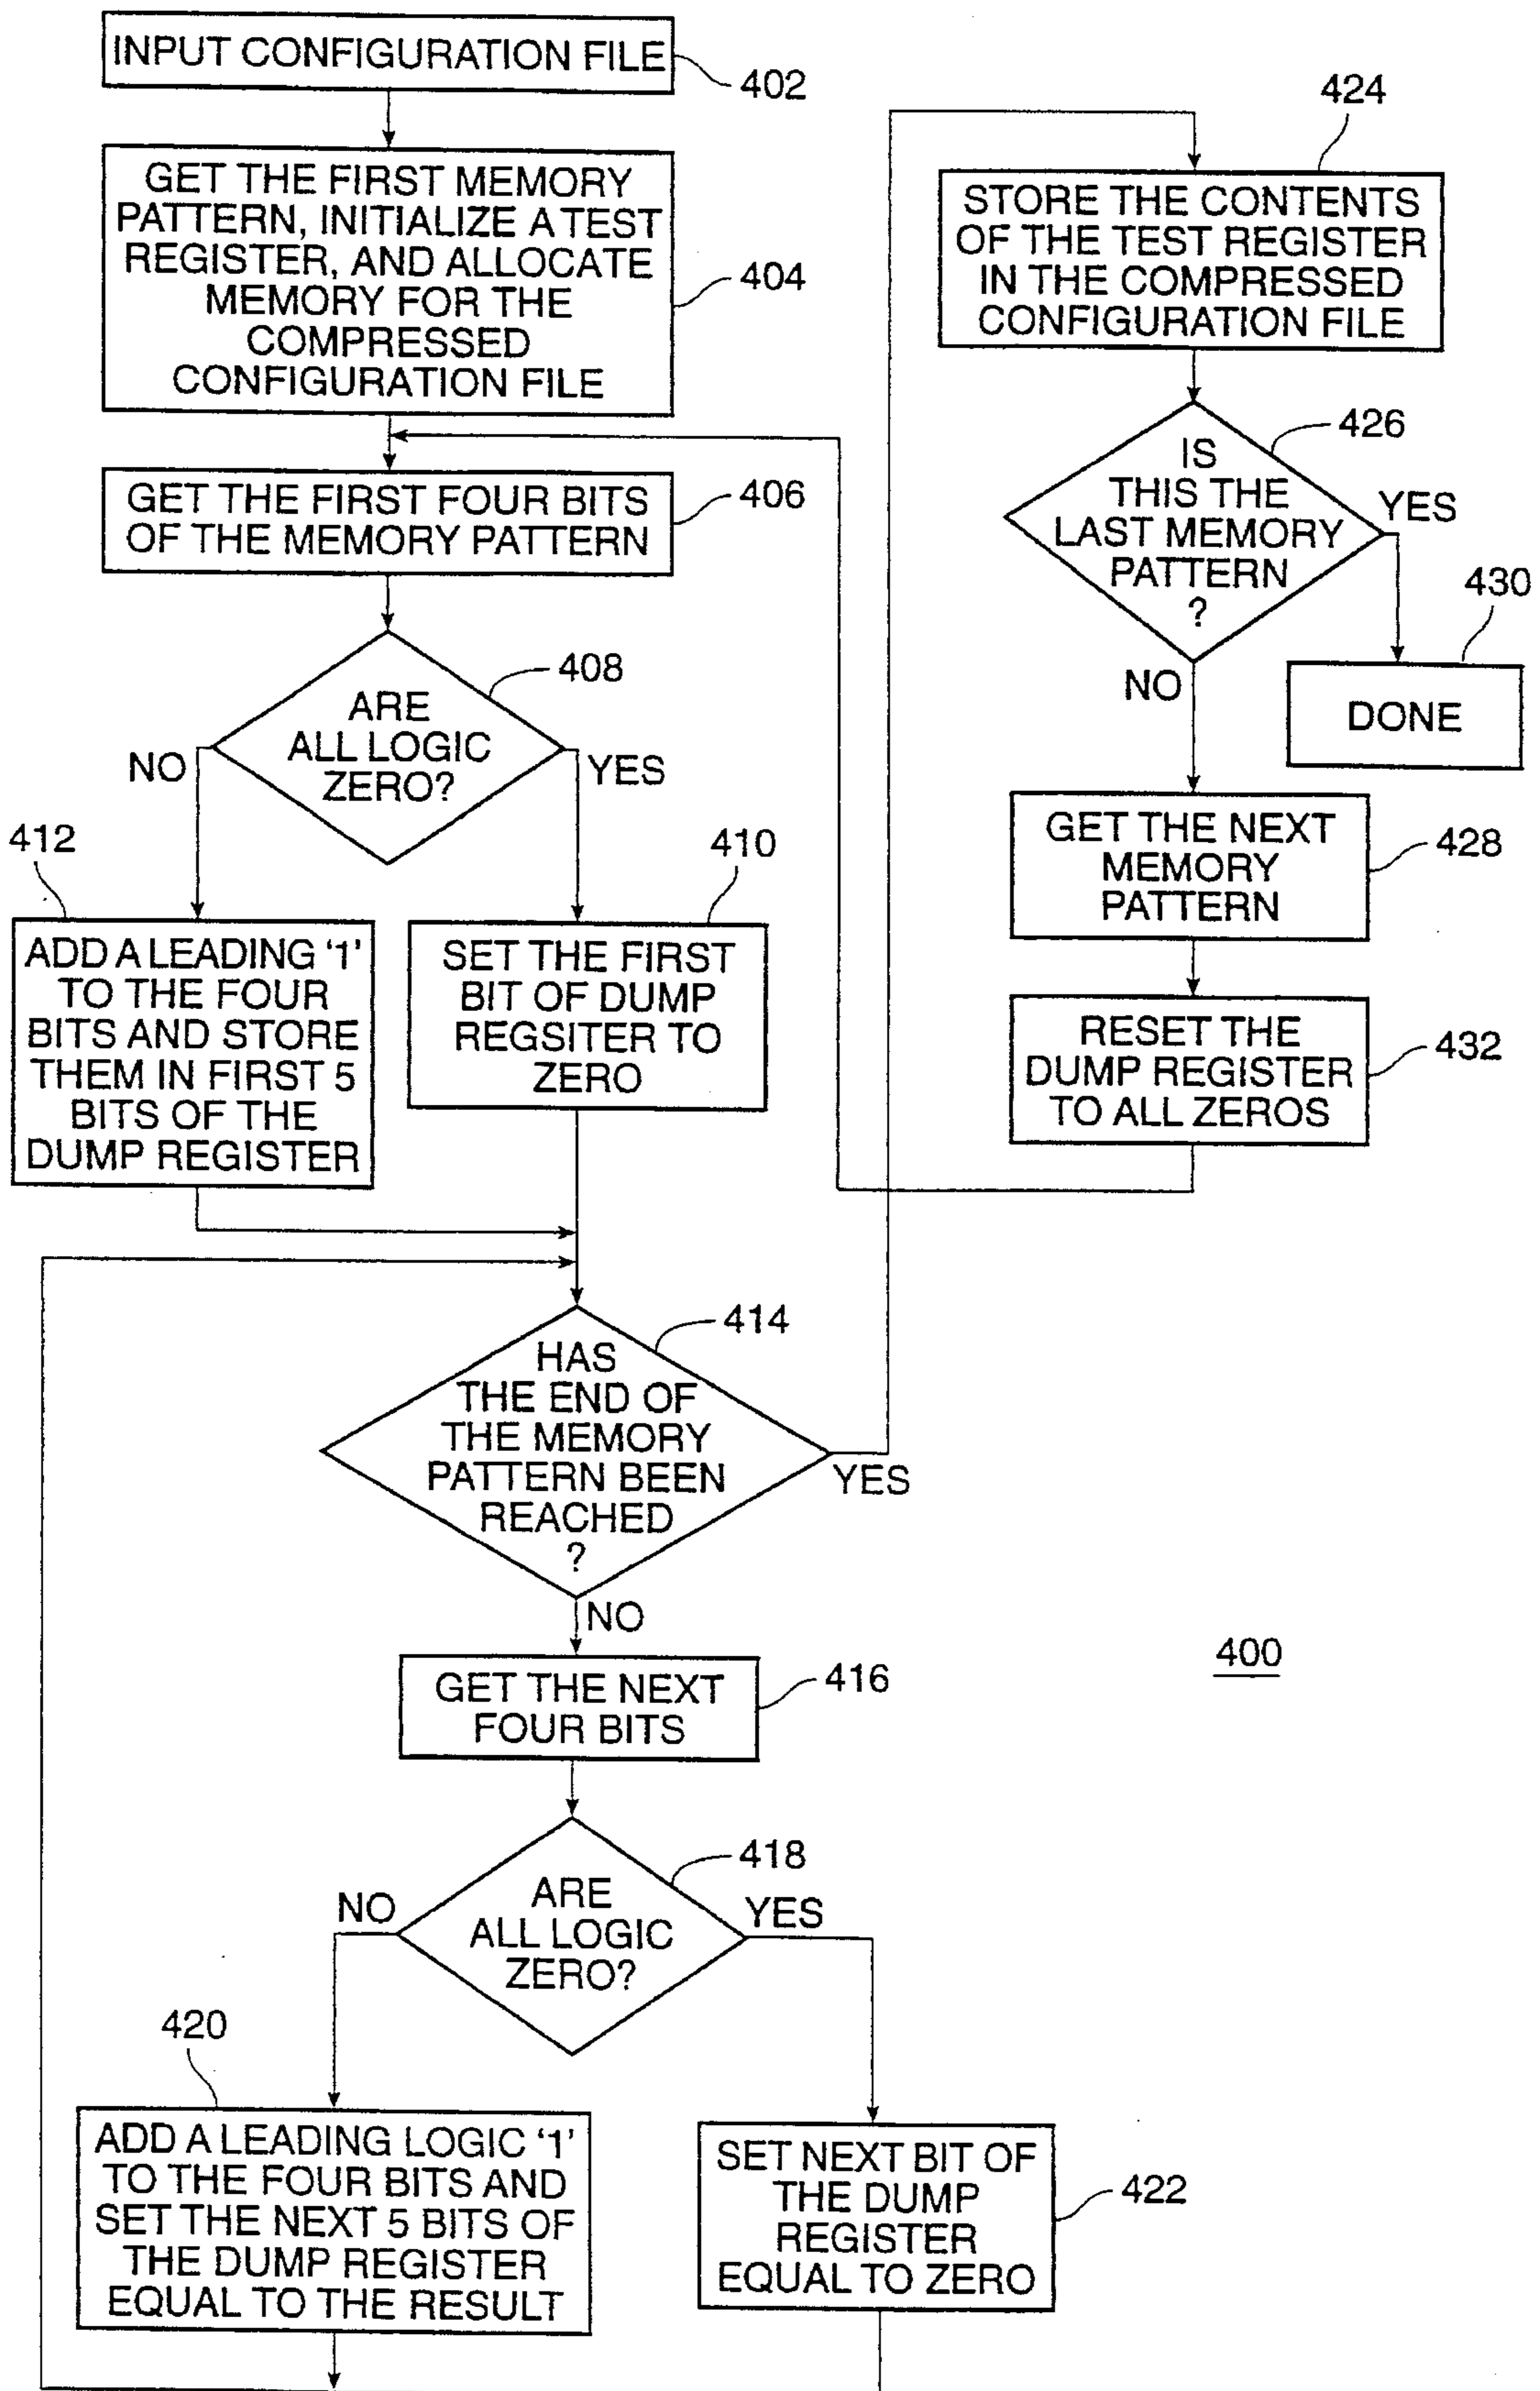 INPUT CONFIGURATION FILE
402
GET THE FIRST MEMORY
PATTERN, INITIALIZE A TEST
REGISTER, AND ALLOCATE
MEMORY FOR THE
COMPRESSED
CONFIGURATION FILE
404
GET THE FIRST FOUR BITS
OF THE MEMORY PATTERN
406
ARE
ALL LOGIC
ZERO?
408
NO
YES
412
ADD A LEADING ‘1’
TO THE FOUR
BITS AND STORE
THEM IN FIRST 5
BITS OF THE
DUMP REGISTER
410
SET THE FIRST
BIT OF DUMP
REGSITER TO
ZERO
HAS
THE END OF
THE MEMORY
PATTERN BEEN
REACHED
?
414
YES
NO
GET THE NEXT
FOUR BITS
416
ARE
ALL LOGIC
ZERO?
418
NO
YES
420
ADD A LEADING LOGIC ‘1’
TO THE FOUR BITS AND
SET THE NEXT 5 BITS OF
THE DUMP REGISTER
EQUAL TO THE RESULT
SET NEXT BIT OF
THE DUMP
REGISTER
EQUAL TO ZERO
422
424
STORE THE CONTENTS
OF THE TEST REGISTER
IN THE COMPRESSED
CONFIGURATION FILE
IS
THIS THE
LAST MEMORY
PATTERN
?
426
YES
NO
430
DONE
GET THE NEXT
MEMORY
PATTERN
428
RESET THE
DUMP REGISTER
TO ALL ZEROS
432
400